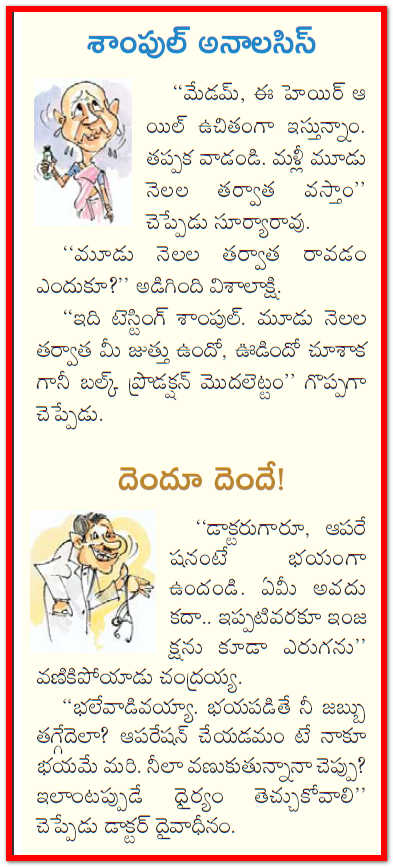 శాంపుల్ అనాలసిస్
‘‘మేడమ్, ఈ హెయిర్ ఆ
యిల్ ఉచితంగా ఇస్తున్నాం.
తప్పక వాడండి. మళ్లీ మూడు
నెలల తర్వాత వస్తాం’’
చెప్పేడు సూర్యారావు.
‘‘మూడు నెలల తర్వాత రావడం
ఎందుకూ?’’ అడిగింది విశాలాక్షి.
‘‘ఇది టెస్టింగ్ శాంపుల్. మూడు నెలల
తర్వాత మీ జుత్తు ఉందో, ఊడిందో చూశాక
గానీ బల్క్ ప్రొడక్షన్ మొదలెట్టం’’ గొప్పగా
చెప్పేడు.
దెందూ దెందే!
‘‘డాక్టరుగారూ, ఆపరే
షనంటే భయంగా
ఉందండి. ఏమీ అవదు
కదా.. ఇప్పటివరకూ ఇంజ
క్షను కూడా ఎరుగను’’
వణికిపోయాడు చంద్రయ్య.
‘‘భలేవాడివయ్యా. భయపడితే నీ జబ్బు
తగ్గేదెలా? ఆపరేషన్ చేయడమం టే నాకూ
భయమే మరి. నీలా వణుకుతున్నానా చెప్పు?
ఇలాంటప్పుడే ధైర్యం తెచ్చుకోవాలి’’
చెప్పేడు డాక్టర్ దైవాధీనం.